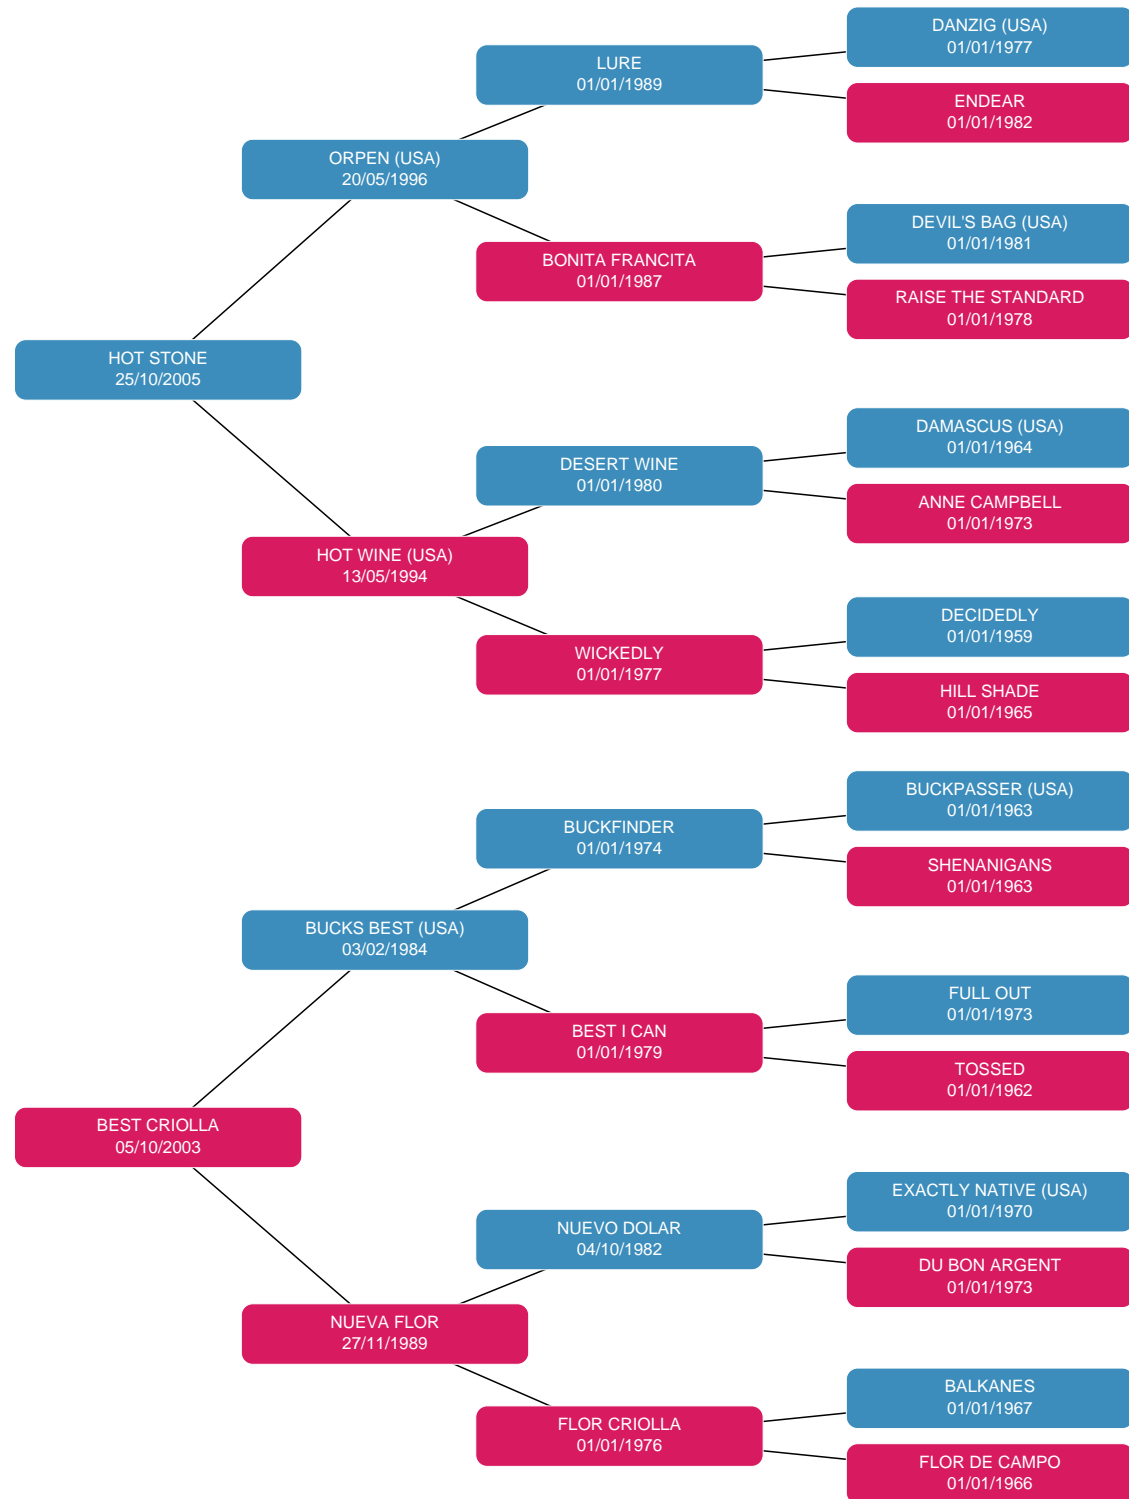 DANZIG (USA)
01/01/1977
LURE
01/01/1989
ENDEAR
01/01/1982
ORPEN (USA)
20/05/1996
DEVIL'S BAG (USA)
01/01/1981
BONITA FRANCITA
01/01/1987
RAISE THE STANDARD
01/01/1978
HOT STONE
25/10/2005
DAMASCUS (USA)
01/01/1964
DESERT WINE
01/01/1980
ANNE CAMPBELL
01/01/1973
HOT WINE (USA)
13/05/1994
DECIDEDLY
01/01/1959
WICKEDLY
01/01/1977
HILL SHADE
01/01/1965
BUCKPASSER (USA)
01/01/1963
BUCKFINDER
01/01/1974
SHENANIGANS
01/01/1963
BUCKS BEST (USA)
03/02/1984
FULL OUT
01/01/1973
BEST I CAN
01/01/1979
TOSSED
01/01/1962
BEST CRIOLLA
05/10/2003
EXACTLY NATIVE (USA)
01/01/1970
NUEVO DOLAR
04/10/1982
DU BON ARGENT
01/01/1973
NUEVA FLOR
27/11/1989
BALKANES
01/01/1967
FLOR CRIOLLA
01/01/1976
FLOR DE CAMPO
01/01/1966